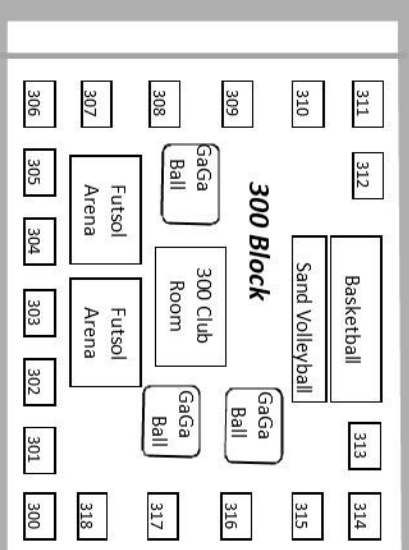 306
307
308
309
310
311
305
304
303
302
301
300
312
GaGa
Ball
300 Block
Futsol
Arena
Futsol
Arena
300 Club
Room
Sand Volleyball
Basketball
GaGa
Ball
GaGa
Ball
313
318
317
316
315
314